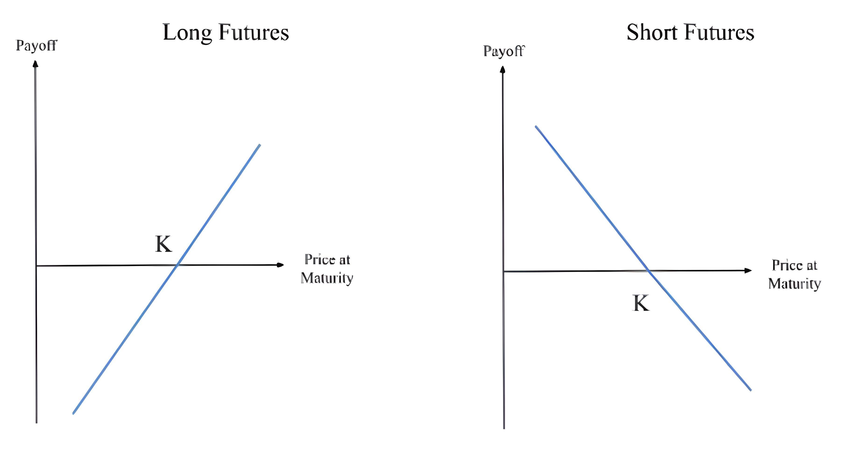 Long Futures
Payoff
K
Price at
Maturity
Short Futures
Payoff
K
Price at
Maturity